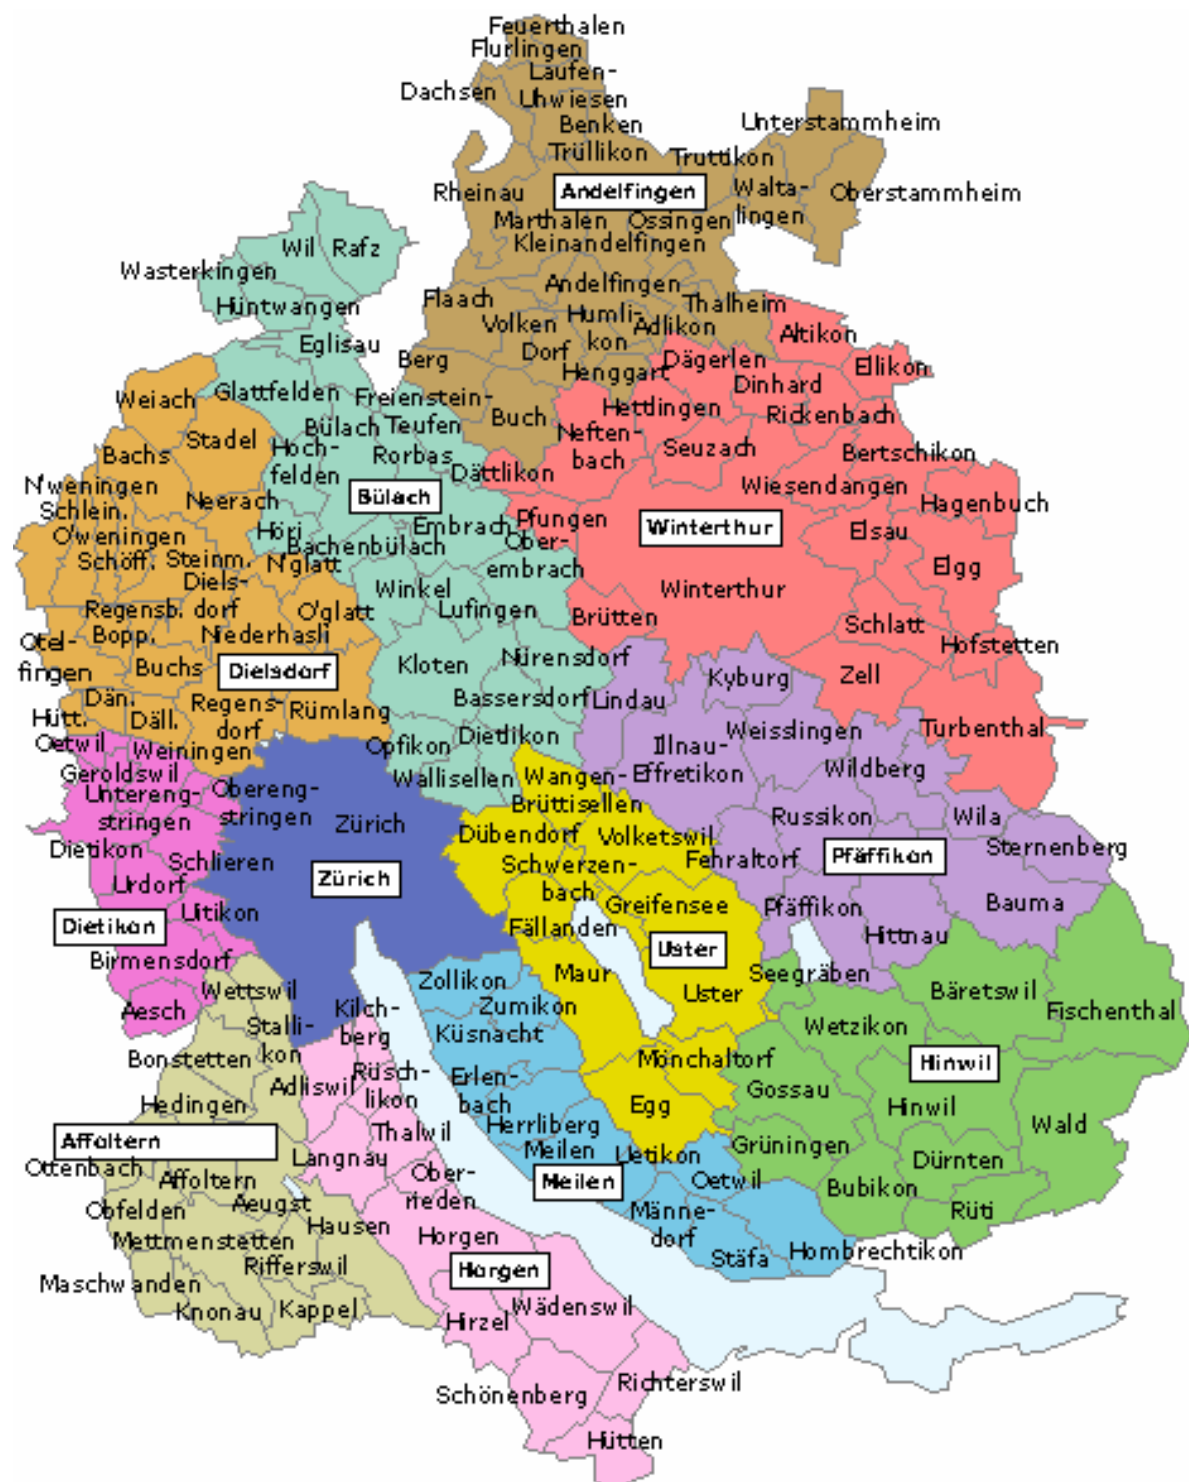 Feuerthalen
Flurlingen
Laufen-
Uhwiesen
Dachsen
Benken
Trüllikon
Truttikon
Unterstammheim
Oberstammheim
Walta-
lingen
Rheinau
Andelfingen
Marthalen
Ossingen
Kleinandelfingen
Andelfingen
Flaach
Volken
Humli-
kon
Adlikon
Thalheim
Dorf
Berg
Henggart
Buch
Wil
Rafz
Wasterkingen
Hüntwangen
Eglisau
Glattfelden
Freienstein-
Teufen
Bülach
Rorbas
Hoch-
felden
Bülach
Höri
Embrach
Bachenbülach
Ober-
embrach
Winkel
Lufingen
Kloten
Nürensdorf
Bassersdorf
Opfikon
Dietlikon
Wallisellen
Weiach
Stadel
Bachs
N'weningen
Schlein.
Neerach
O'weningen
Schöff.
Steinm.
N'glatt
Diels-
dorf
Regensb.
O'glatt
Bopp.
Niederhasli
Otel-
fingen
Buchs
Dielsdorf
Dän.
Regens-
dorf
Rümlang
Hütt.
Däll.
Altikon
Ellikon
Dägerlen
Dinhard
Rickenbach
Hettlingen
Neften-
bach
Seuzach
Bertschikon
Dättlikon
Wiesendangen
Hagenbuch
Pfungen
Winterthur
Elsau
Elgg
Winterthur
Brütten
Schlatt
Hofstetten
Zell
Turbenthal
Kyburg
Lindau
Weisslingen
Illnau-
Effretikon
Wildberg
Russikon
Wila
Sternenberg
Fehraltorf
Pfäffikon
Pfäffikon
Bauma
Hittnau
Oetwil
Weiningen
Geroldswil
Untereng-
stringen
Obereng-
stringen
Dietikon
Schlieren
Urdorf
Uitikon
Dietikon
Birmensdorf
Aesch
Zürich
Zürich
Wangen-
Brüttisellen
Dübendorf
Volketswil
Schwerzen-
bach
Greifensee
Fällanden
Uster
Maur
Uster
Mönchaltorf
Egg
Seegräben
Bäretswil
Fischenthal
Wetzikon
Hinwil
Gossau
Hinwil
Wald
Grüningen
Dürnten
Bubikon
Rüti
Zollikon
Zumikon
Küsnacht
Erlen-
bach
Herrliberg
Meilen
Uetikon
Meilen
Oetwil
Männe-
dorf
Stäfa
Hombrechtikon
Wettswil
Stalli-
kon
Bonstetten
Hedingen
Affoltern
Ottenbach
Affoltern
Aeugst
Obfelden
Hausen
Mettmenstetten
Rifferswil
Maschwanden
Knonau
Kappel
Kilch-
berg
Adliswil
Rüsch-
likon
Thalwil
Langnau
Ober-
rieden
Horgen
Horgen
Wädenswil
Hirzel
Schönenberg
Richterswil
Hütten